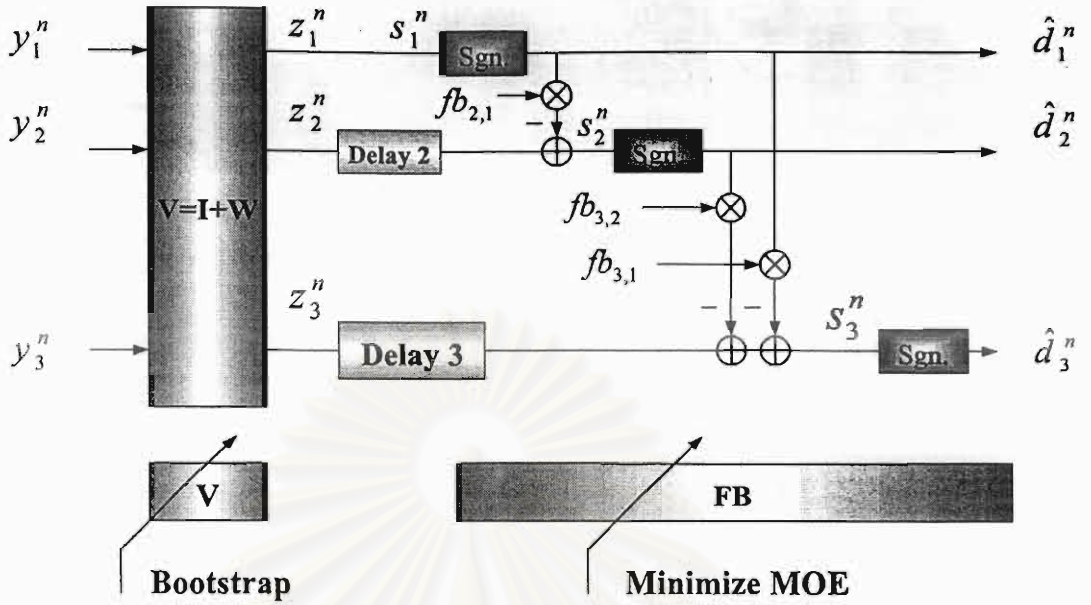 y₁ⁿ z₁ⁿ s₁ⁿ Sgn. d̂₁ⁿ
fb₂,₁
y₂ⁿ z₂ⁿ Delay 2 − s₂ⁿ Sgn. d̂₂ⁿ
V=I+W
fb₃,₂
fb₃,₁
− −
y₃ⁿ z₃ⁿ Delay 3 s₃ⁿ Sgn. d̂₃ⁿ
V FB
Bootstrap Minimize MOE